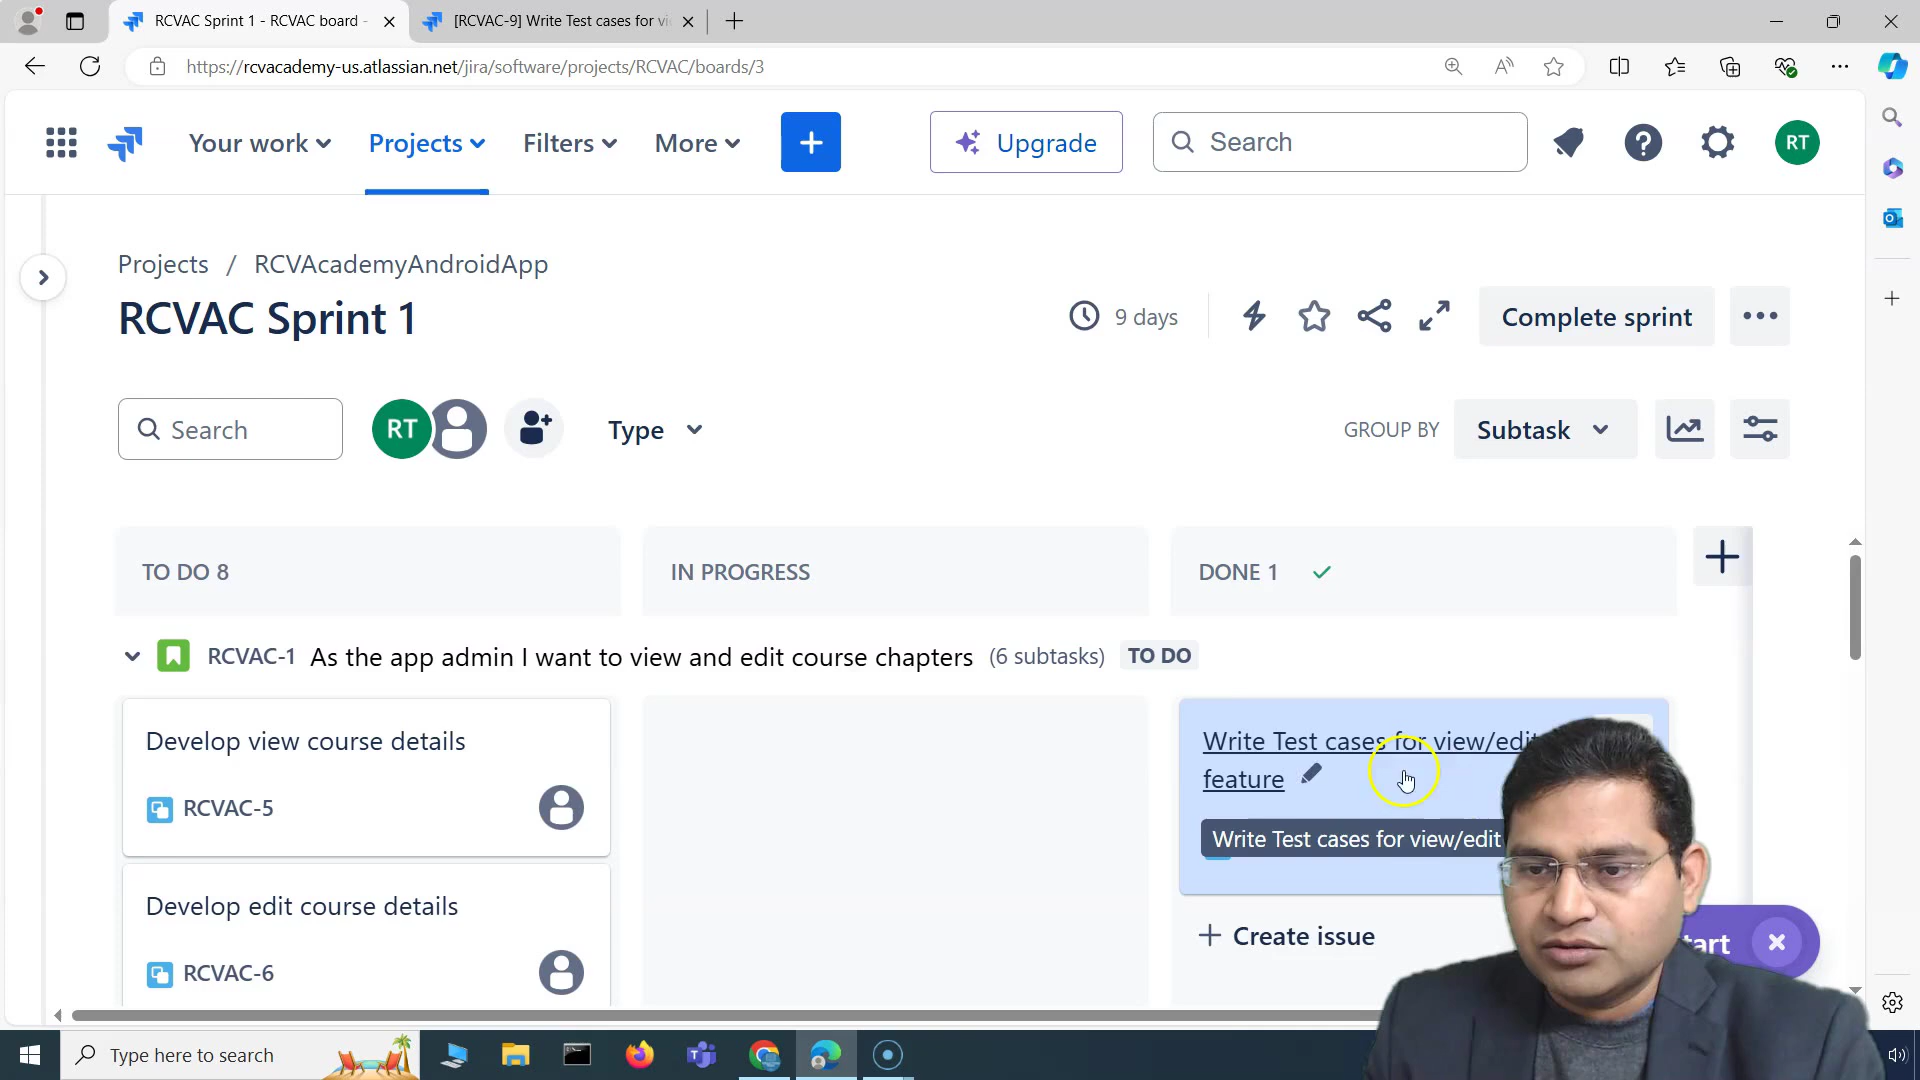 RCVAC Sprint 1 - RCVAC board -
[RCVAC-9] Write Test cases for vi
https://rcvacademy-us.atlassian.net/jira/software/projects/RCVAC/boards/3
Your work
Projects
Filters
More
Upgrade
Search
RT
Projects / RCVAcademyAndroidApp
RCVAC Sprint 1
9 days
Complete sprint
Search
RT
Type
GROUP BY
Subtask
TO DO 8
IN PROGRESS
DONE 1
RCVAC-1 As the app admin I want to view and edit course chapters (6 subtasks) TO DO
Develop view course details
RCVAC-5
Write Test cases for view/edit
feature
Write Test cases for view/edit
Develop edit course details
RCVAC-6
+ Create issue
tart
Type here to search